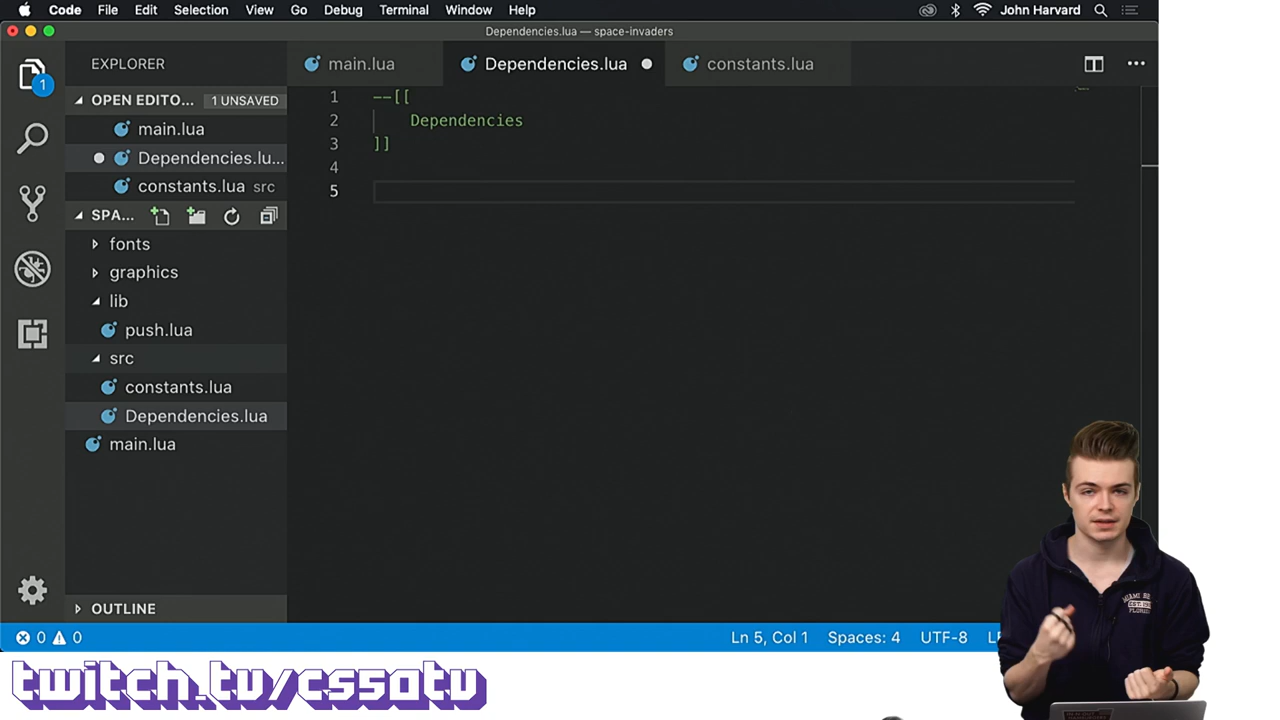 Code File Edit Selection View Go Debug Terminal Window Help John Harvard
Dependencies.lua — space-invaders
EXPLORER
1
OPEN EDITO... 1 UNSAVED
main.lua
Dependencies.lu...
constants.lua src
SPA...
fonts
graphics
lib
push.lua
src
constants.lua
Dependencies.lua
main.lua
OUTLINE
main.lua Dependencies.lua constants.lua
1 --[[
2 Dependencies
3 ]]
4
5
0 0 Ln 5, Col 1 Spaces: 4 UTF-8
twitch.tv/cs50tv
FLORIDA